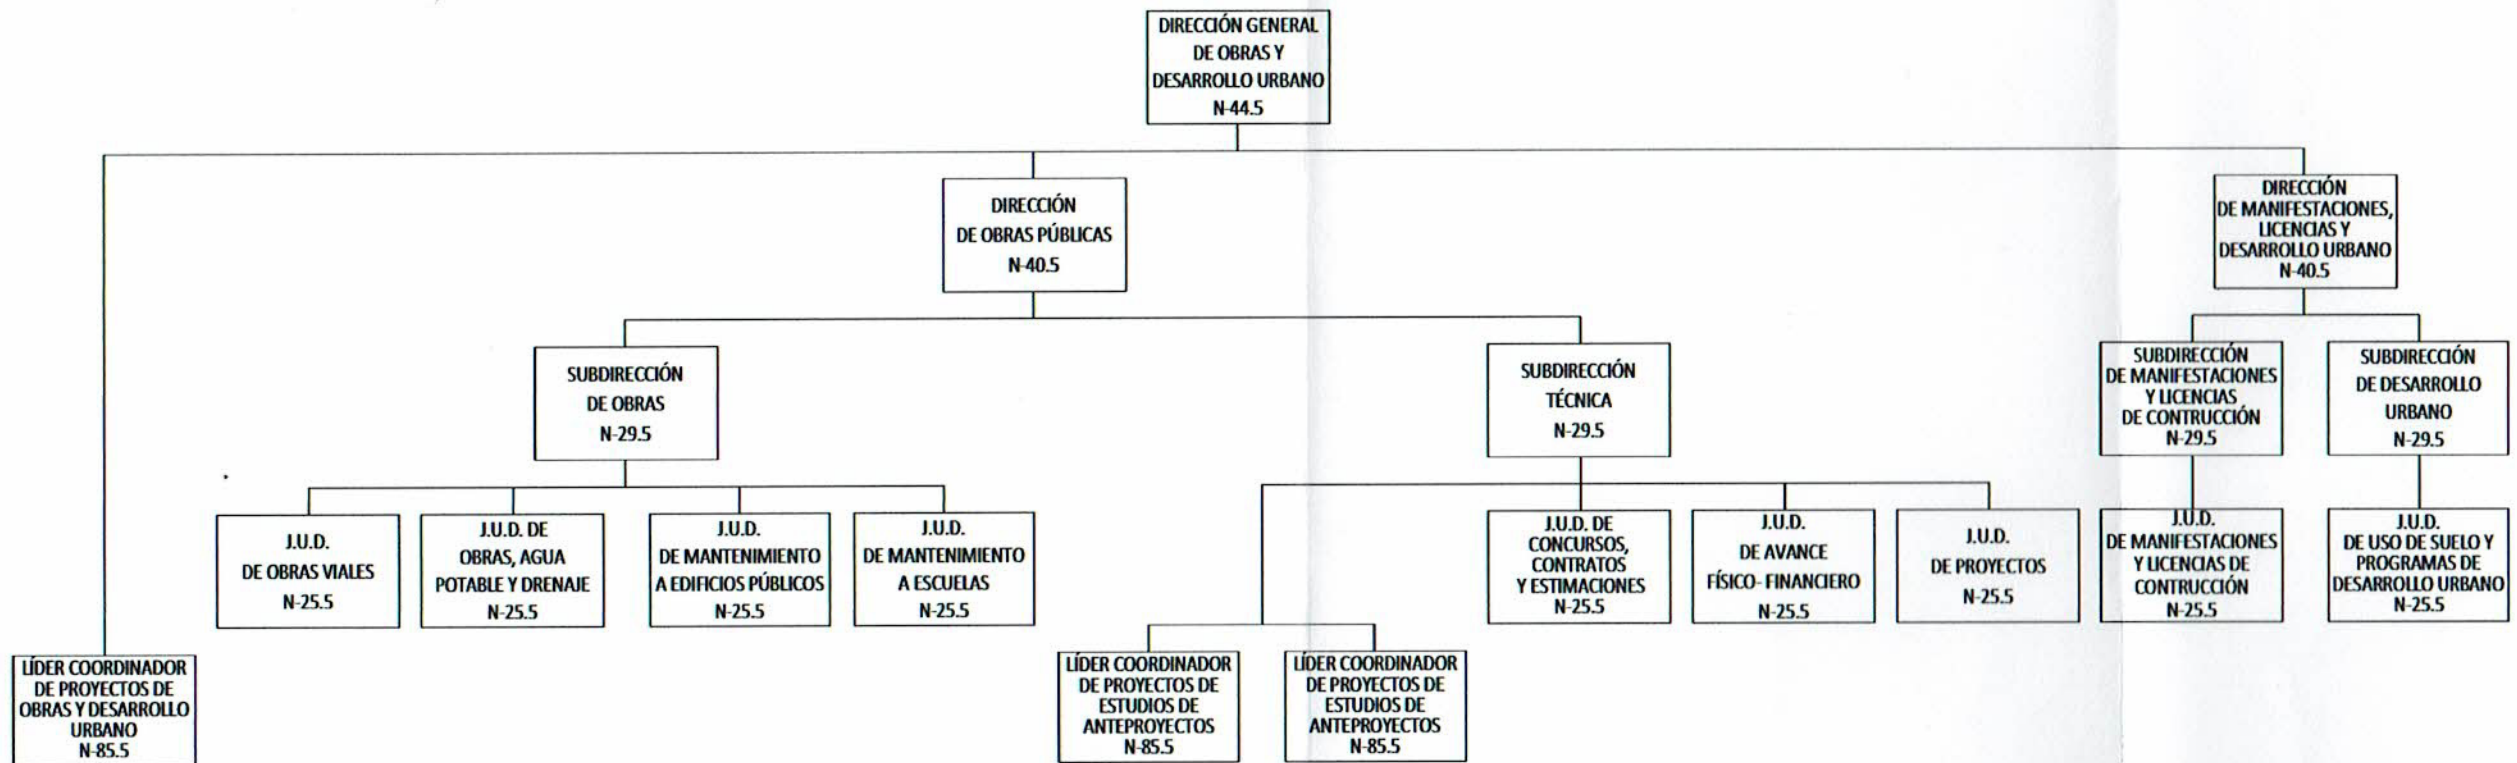 DIRECCIÓN GENERAL
DE OBRAS Y
DESARROLLO URBANO
N-44.5
DIRECCIÓN
DE OBRAS PÚBLICAS
N-40.5
DIRECCIÓN
DE MANIFESTACIONES,
LICENCIAS Y
DESARROLLO URBANO
N-40.5
SUBDIRECCIÓN
DE OBRAS
N-29.5
SUBDIRECCIÓN
TÉCNICA
N-29.5
SUBDIRECCIÓN
DE MANIFESTACIONES
Y LICENCIAS
DE CONTRUCCIÓN
N-29.5
SUBDIRECCIÓN
DE DESARROLLO
URBANO
N-29.5
J.U.D.
DE OBRAS VIALES
N-25.5
J.U.D. DE
OBRAS, AGUA
POTABLE Y DRENAJE
N-25.5
J.U.D.
DE MANTENIMIENTO
A EDIFICIOS PÚBLICOS
N-25.5
J.U.D.
DE MANTENIMIENTO
A ESCUELAS
N-25.5
J.U.D. DE
CONCURSOS,
CONTRATOS
Y ESTIMACIONES
N-25.5
J.U.D.
DE AVANCE
FÍSICO- FINANCIERO
N-25.5
J.U.D.
DE PROYECTOS
N-25.5
J.U.D.
DE MANIFESTACIONES
Y LICENCIAS DE
CONTRUCCIÓN
N-25.5
J.U.D.
DE USO DE SUELO Y
PROGRAMAS DE
DESARROLLO URBANO
N-25.5
LÍDER COORDINADOR
DE PROYECTOS DE
OBRAS Y DESARROLLO
URBANO
N-85.5
LÍDER COORDINADOR
DE PROYECTOS DE
ESTUDIOS DE
ANTEPROYECTOS
N-85.5
LÍDER COORDINADOR
DE PROYECTOS DE
ESTUDIOS DE
ANTEPROYECTOS
N-85.5